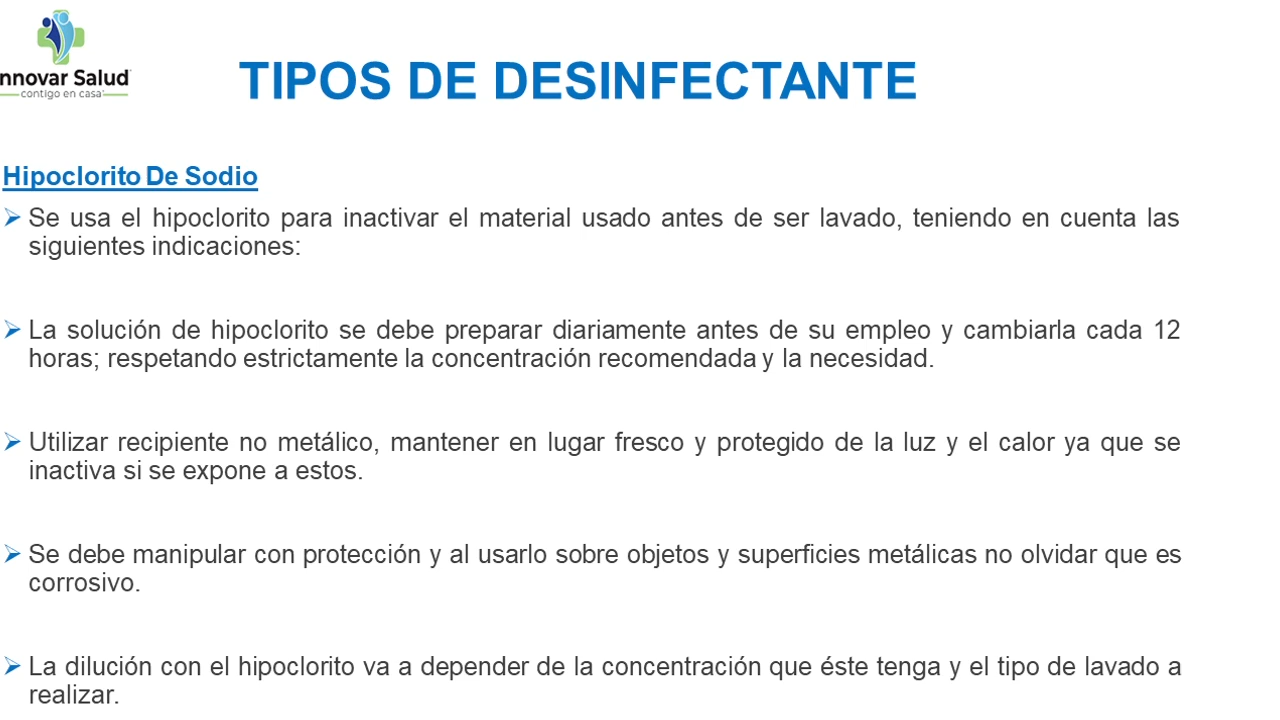 nnovar Salud
contigo en casa
TIPOS DE DESINFECTANTE
Hipoclorito De Sodio
➢ Se usa el hipoclorito para inactivar el material usado antes de ser lavado, teniendo en cuenta las
siguientes indicaciones:
➢ La solución de hipoclorito se debe preparar diariamente antes de su empleo y cambiarla cada 12
horas; respetando estrictamente la concentración recomendada y la necesidad.
➢ Utilizar recipiente no metálico, mantener en lugar fresco y protegido de la luz y el calor ya que se
inactiva si se expone a estos.
➢ Se debe manipular con protección y al usarlo sobre objetos y superficies metálicas no olvidar que es
corrosivo.
➢ La dilución con el hipoclorito va a depender de la concentración que éste tenga y el tipo de lavado a
realizar.